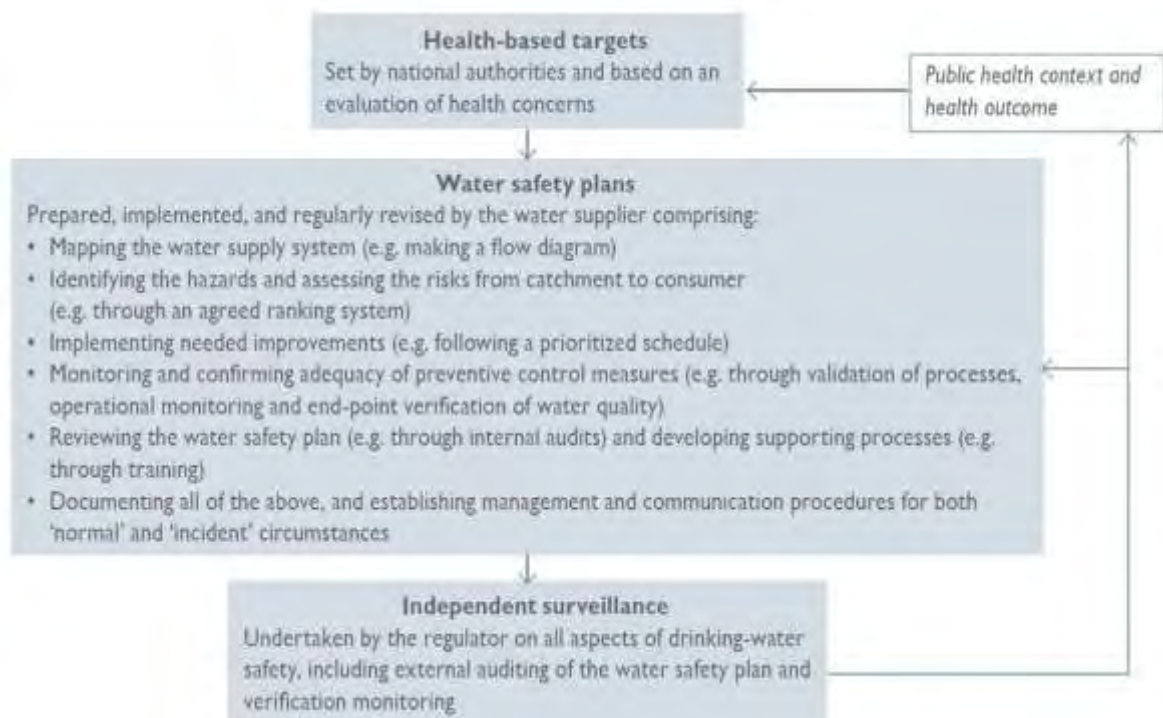 Health-based targets
Set by national authorities and based on an
evaluation of health concerns
Public health context and
health outcome
Water safety plans
Prepared, implemented, and regularly revised by the water supplier comprising:
• Mapping the water supply system (e.g. making a flow diagram)
• Identifying the hazards and assessing the risks from catchment to consumer
(e.g. through an agreed ranking system)
• Implementing needed improvements (e.g. following a prioritized schedule)
• Monitoring and confirming adequacy of preventive control measures (e.g. through validation of processes,
operational monitoring and end-point verification of water quality)
• Reviewing the water safety plan (e.g. through internal audits) and developing supporting processes (e.g.
through training)
• Documenting all of the above, and establishing management and communication procedures for both
‘normal’ and ‘incident’ circumstances
Independent surveillance
Undertaken by the regulator on all aspects of drinking-water
safety, including external auditing of the water safety plan and
verification monitoring